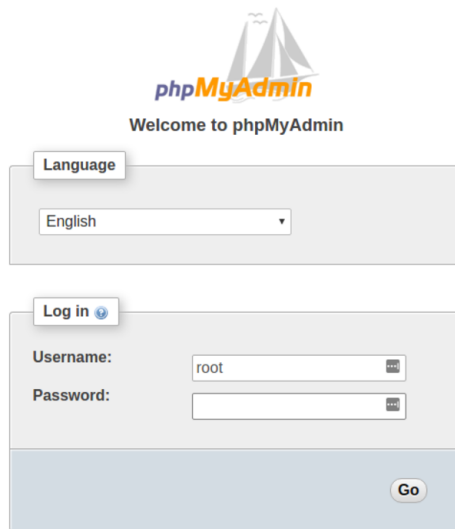 phpMyAdmin
Welcome to phpMyAdmin
Language
English
Log in
Username:
root
Password:
Go